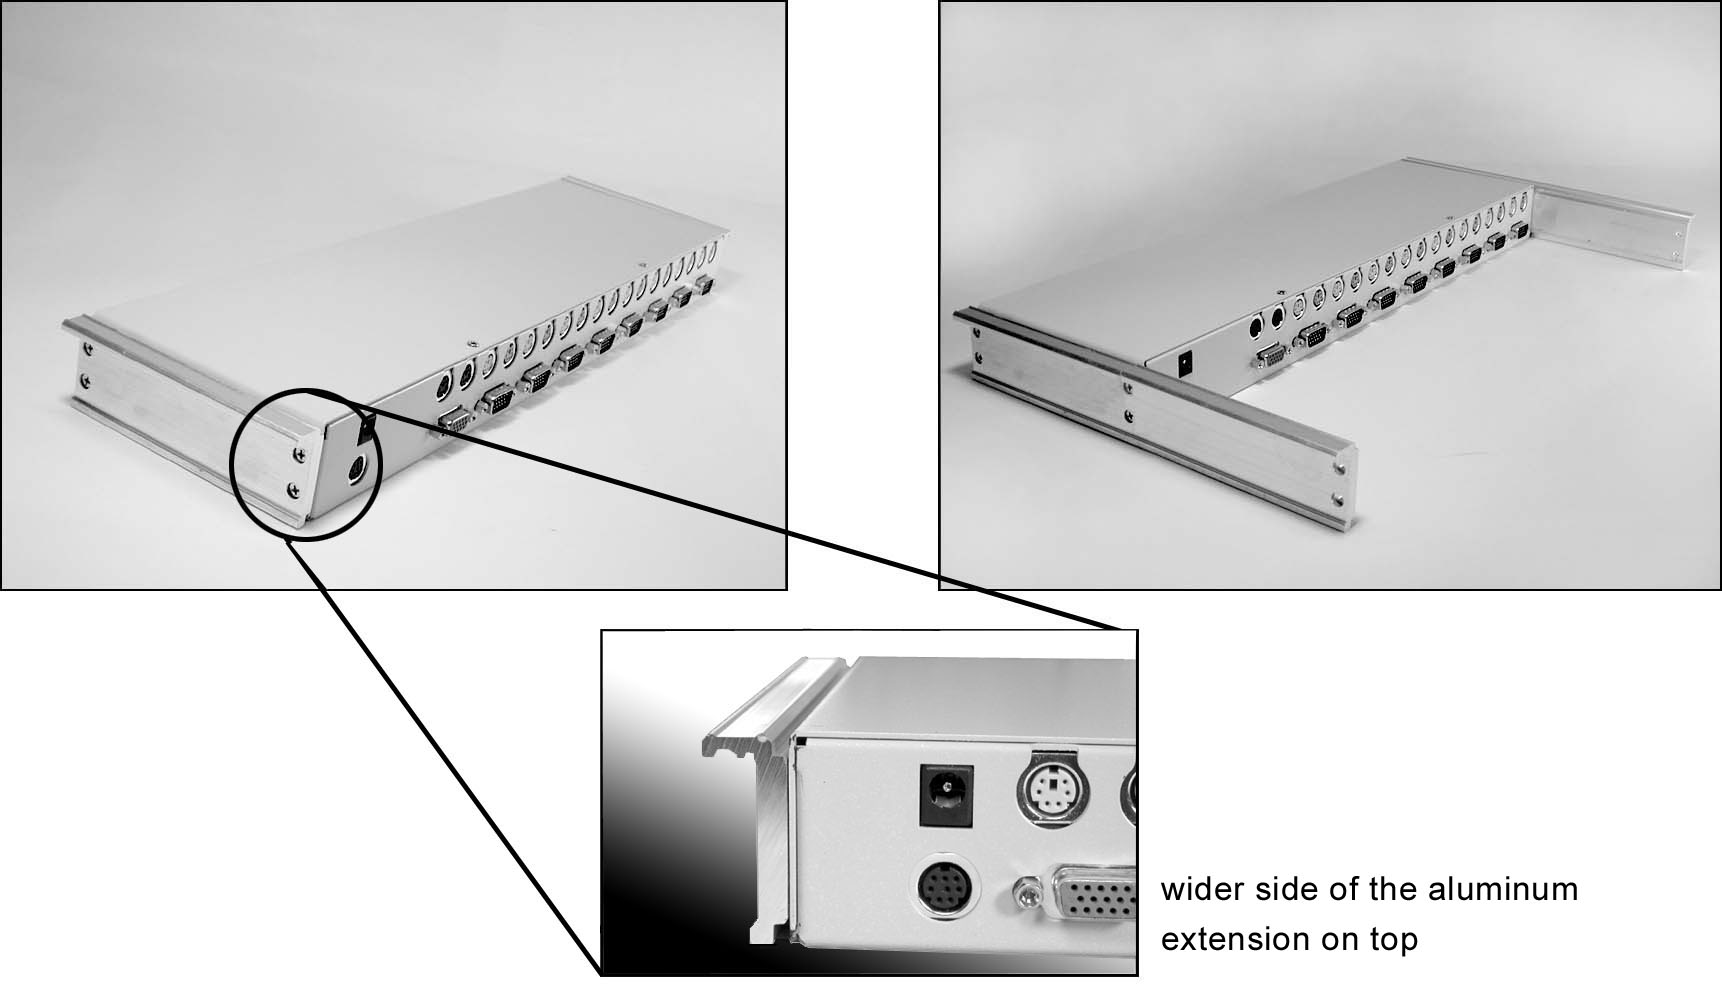 wider side of the aluminum
extension on top